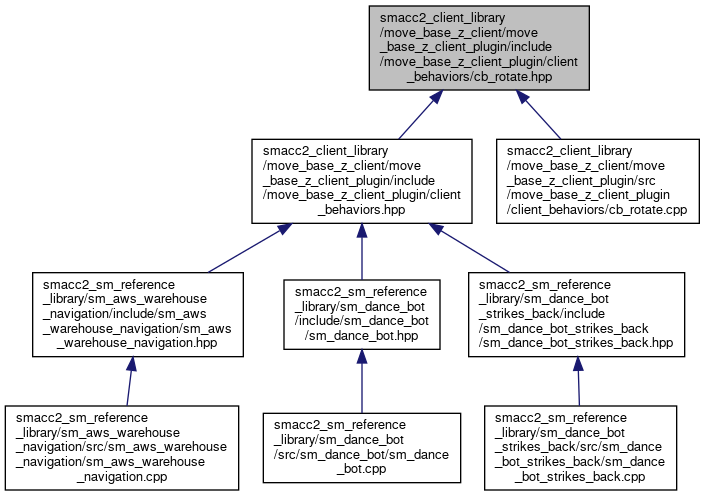 smacc2_client_library
/move_base_z_client/move
_base_z_client_plugin/include
/move_base_z_client_plugin/client
_behaviors/cb_rotate.hpp
smacc2_client_library
/move_base_z_client/move
_base_z_client_plugin/include
/move_base_z_client_plugin/client
_behaviors.hpp
smacc2_client_library
/move_base_z_client/move
_base_z_client_plugin/src
/move_base_z_client_plugin
/client_behaviors/cb_rotate.cpp
smacc2_sm_reference
_library/sm_aws_warehouse
_navigation/include/sm_aws
_warehouse_navigation/sm_aws
_warehouse_navigation.hpp
smacc2_sm_reference
_library/sm_dance_bot
/include/sm_dance_bot
/sm_dance_bot.hpp
smacc2_sm_reference
_library/sm_dance_bot
_strikes_back/include
/sm_dance_bot_strikes_back
/sm_dance_bot_strikes_back.hpp
smacc2_sm_reference
_library/sm_aws_warehouse
_navigation/src/sm_aws_warehouse
_navigation/sm_aws_warehouse
_navigation.cpp
smacc2_sm_reference
_library/sm_dance_bot
/src/sm_dance_bot/sm_dance
_bot.cpp
smacc2_sm_reference
_library/sm_dance_bot
_strikes_back/src/sm_dance
_bot_strikes_back/sm_dance
_bot_strikes_back.cpp